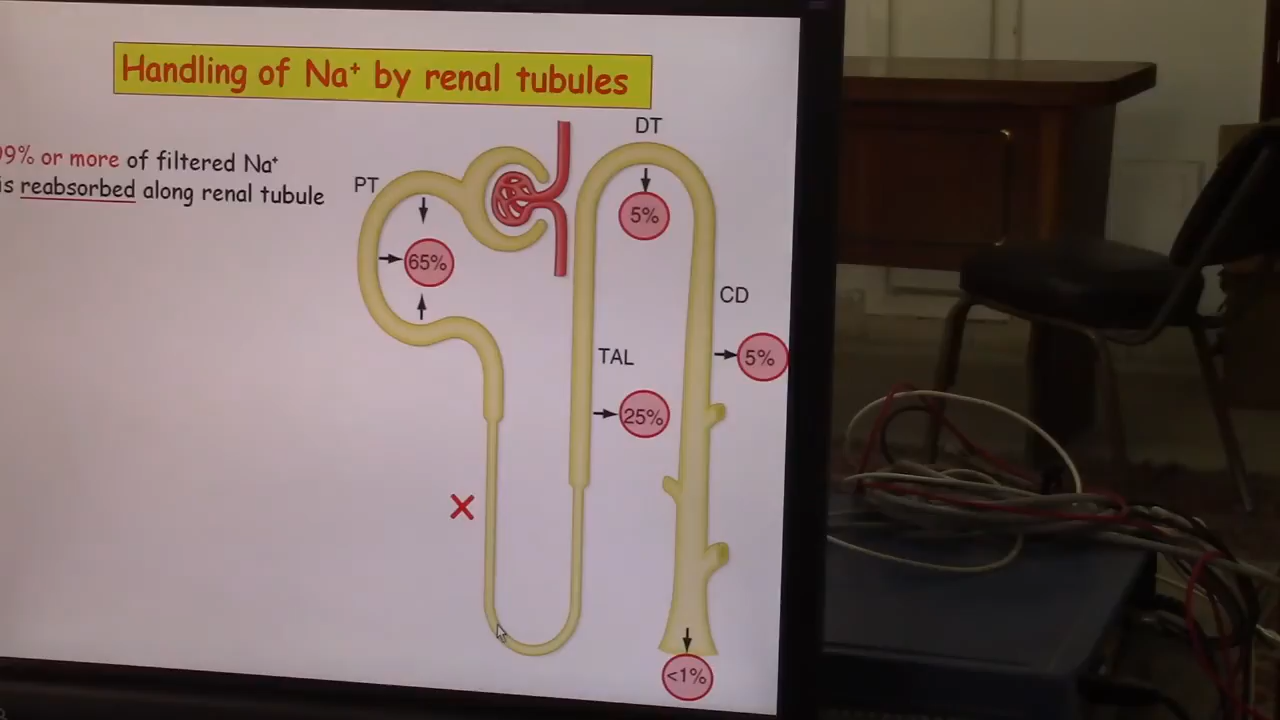 Handling of Na⁺ by renal tubules
99% or more of filtered Na⁺
is reabsorbed along renal tubule
PT
65%
DT
5%
CD
5%
TAL
25%
<1%